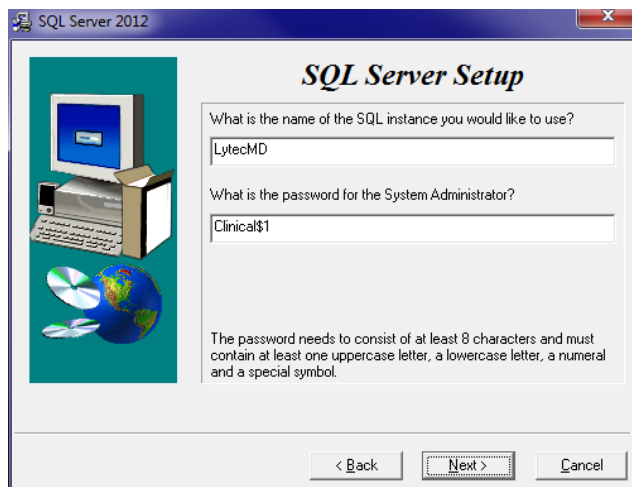 SQL Server 2012
X
SQL Server Setup
What is the name of the SQL instance you would like to use?
LytecMD
What is the password for the System Administrator?
Clinical$1
The password needs to consist of at least 8 characters and must
contain at least one uppercase letter, a lowercase letter, a numeral
and a special symbol.
< Back
Next >
Cancel